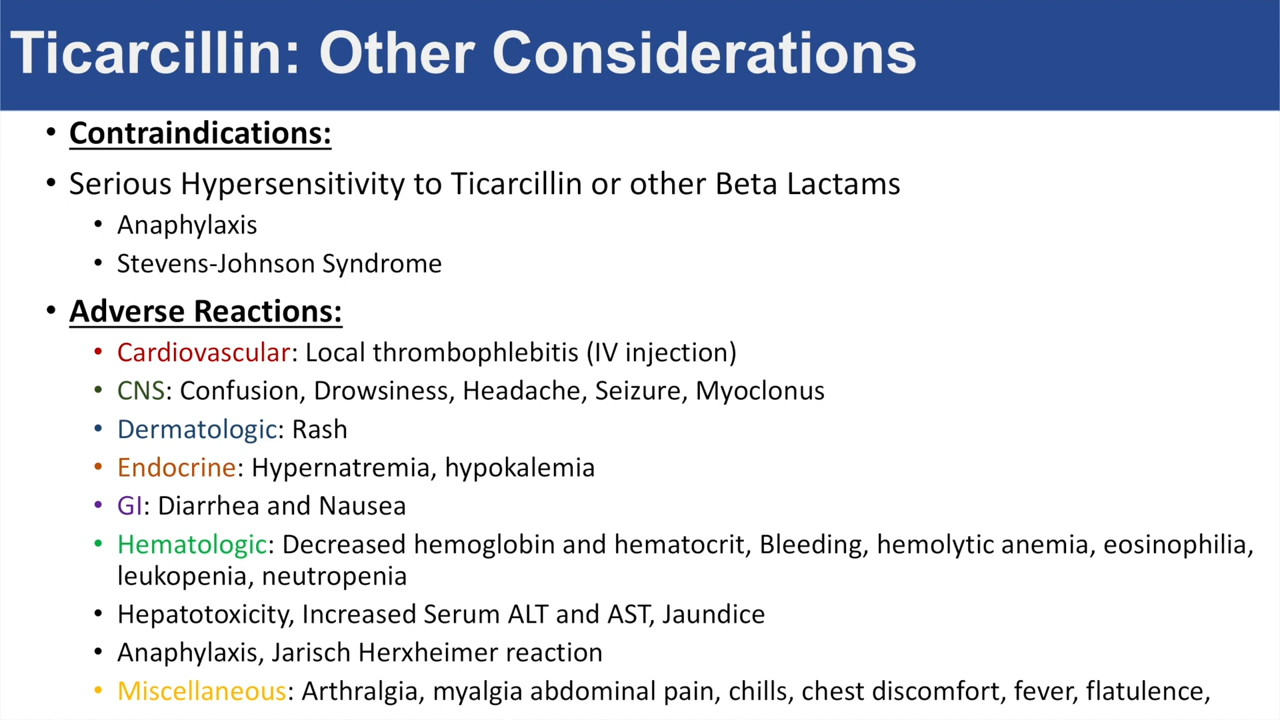 Ticarcillin: Other Considerations
• Contraindications:
• Serious Hypersensitivity to Ticarcillin or other Beta Lactams
• Anaphylaxis
• Stevens-Johnson Syndrome
• Adverse Reactions:
• Cardiovascular: Local thrombophlebitis (IV injection)
• CNS: Confusion, Drowsiness, Headache, Seizure, Myoclonus
• Dermatologic: Rash
• Endocrine: Hypernatremia, hypokalemia
• GI: Diarrhea and Nausea
• Hematologic: Decreased hemoglobin and hematocrit, Bleeding, hemolytic anemia, eosinophilia,
leukopenia, neutropenia
• Hepatotoxicity, Increased Serum ALT and AST, Jaundice
• Anaphylaxis, Jarisch Herxheimer reaction
• Miscellaneous: Arthralgia, myalgia abdominal pain, chills, chest discomfort, fever, flatulence,